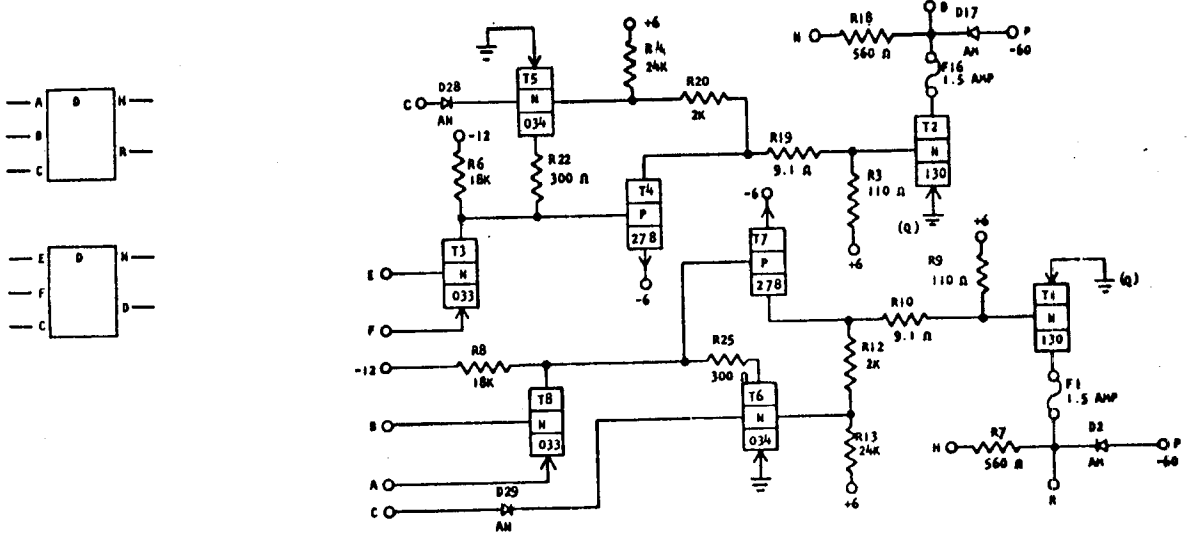 A
D
H
B
R
C
E
D
N
F
D
C
+6
R14
24K
T5
N
034
C
D28
AN
R20
2K
-12
R6
18K
R22
300 Ω
T4
P
278
-6
T3
N
033
E
F
R19
9.1 Ω
R3
110 Ω
+6
N
R18
560 Ω
D
D17
AN
P
-60
F16
1.5 AMP
T2
N
130
(q)
-6
T7
P
278
+6
R9
110 Ω
T1
N
130
(q)
R10
9.1 Ω
R12
2K
-12
R8
18K
R25
300 Ω
T8
N
033
T6
N
034
B
A
C
D29
AN
R13
24K
+6
F1
1.5 AMP
H
R7
560 Ω
D2
AN
P
-60
R